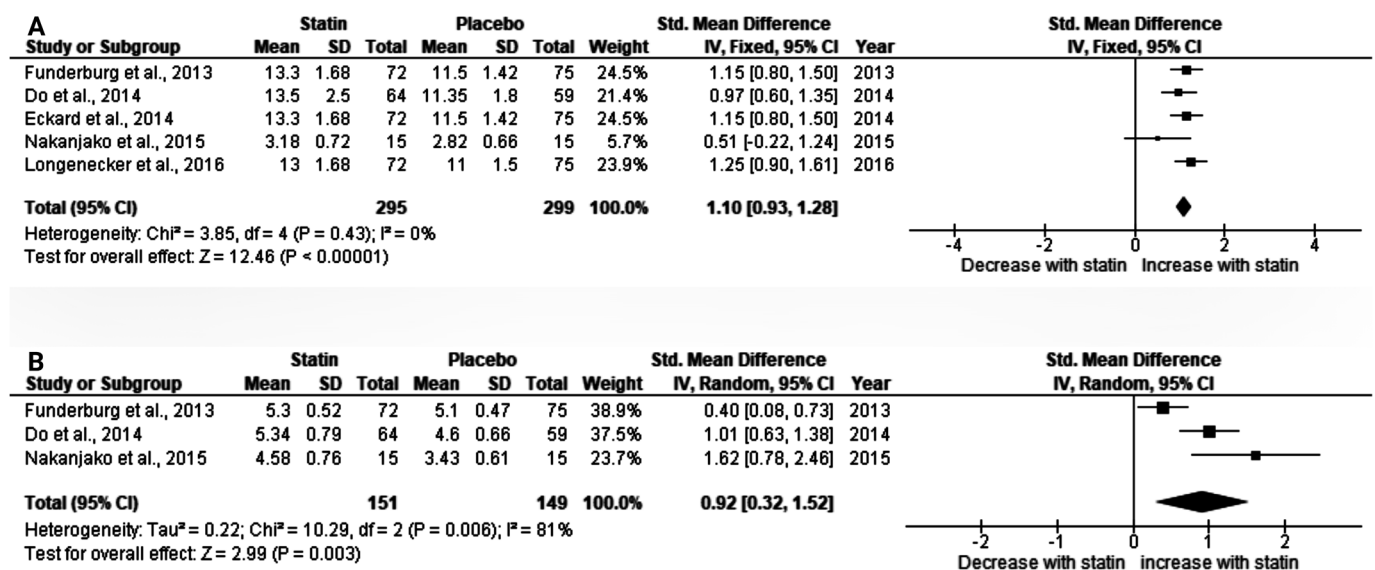 A Statin Placebo Std. Mean Difference Std. Mean Difference
Study or Subgroup Mean SD Total Mean SD Total Weight IV, Fixed, 95% CI Year IV, Fixed, 95% CI
Funderburg et al., 2013 13.3 1.68 72 11.5 1.42 75 24.5% 1.15 [0.80, 1.50] 2013
Do et al., 2014 13.5 2.5 64 11.35 1.8 59 21.4% 0.97 [0.60, 1.35] 2014
Eckard et al., 2014 13.3 1.68 72 11.5 1.42 75 24.5% 1.15 [0.80, 1.50] 2014
Nakanjako et al., 2015 3.18 0.72 15 2.82 0.66 15 5.7% 0.51 [-0.22, 1.24] 2015
Longenecker et al., 2016 13 1.68 72 11 1.5 75 23.9% 1.25 [0.90, 1.61] 2016
Total (95% CI) 295 299 100.0% 1.10 [0.93, 1.28]
Heterogeneity: Chi² = 3.85, df = 4 (P = 0.43); I² = 0%
Test for overall effect: Z = 12.46 (P < 0.00001)
-4 -2 0 2 4
Decrease with statin Increase with statin
B Statin Placebo Std. Mean Difference Std. Mean Difference
Study or Subgroup Mean SD Total Mean SD Total Weight IV, Random, 95% CI Year IV, Random, 95% CI
Funderburg et al., 2013 5.3 0.52 72 5.1 0.47 75 38.9% 0.40 [0.08, 0.73] 2013
Do et al., 2014 5.34 0.79 64 4.6 0.66 59 37.5% 1.01 [0.63, 1.38] 2014
Nakanjako et al., 2015 4.58 0.76 15 3.43 0.61 15 23.7% 1.62 [0.78, 2.46] 2015
Total (95% CI) 151 149 100.0% 0.92 [0.32, 1.52]
Heterogeneity: Tau² = 0.22; Chi² = 10.29, df = 2 (P = 0.006); I² = 81%
Test for overall effect: Z = 2.99 (P = 0.003)
-2 -1 0 1 2
Decrease with statin increase with statin